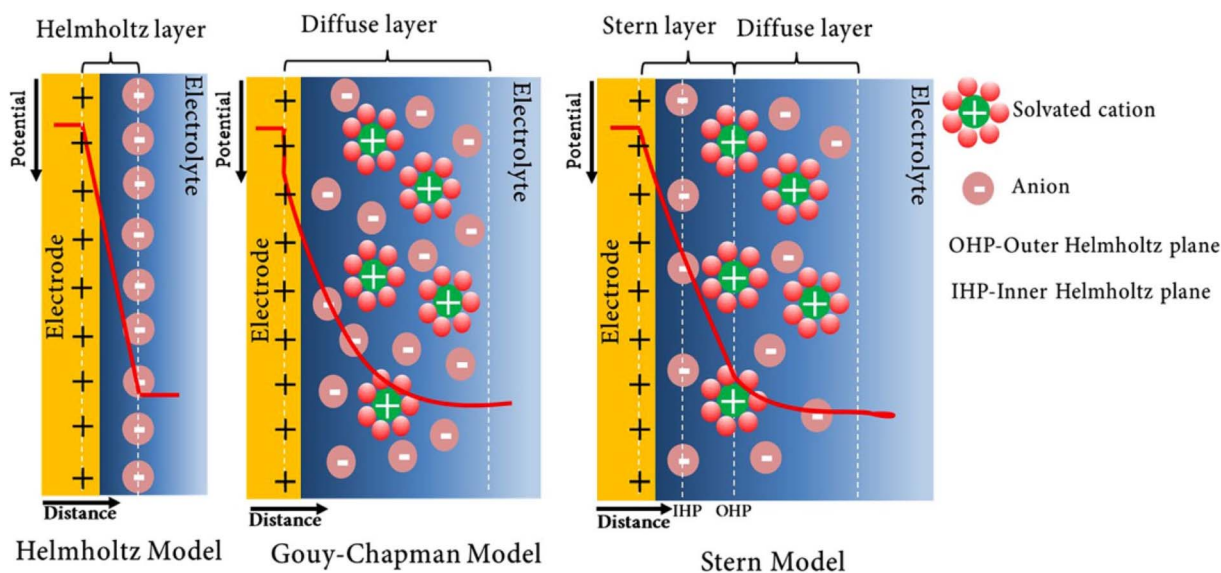 Helmholtz layer
Diffuse layer
Stern layer
Diffuse layer
Potential
Electrode
Electrolyte
+
+
+
+
+
+
+
+
+
-
-
-
-
-
-
-
-
-
Distance
Helmholtz Model
Potential
Electrode
Electrolyte
+
+
+
+
+
+
+
+
+
Distance
Gouy-Chapman Model
Potential
Electrode
Electrolyte
+
+
+
+
+
+
+
+
+
Distance
IHP
OHP
Stern Model
+
Solvated cation
-
Anion
OHP-Outer Helmholtz plane
IHP-Inner Helmholtz plane